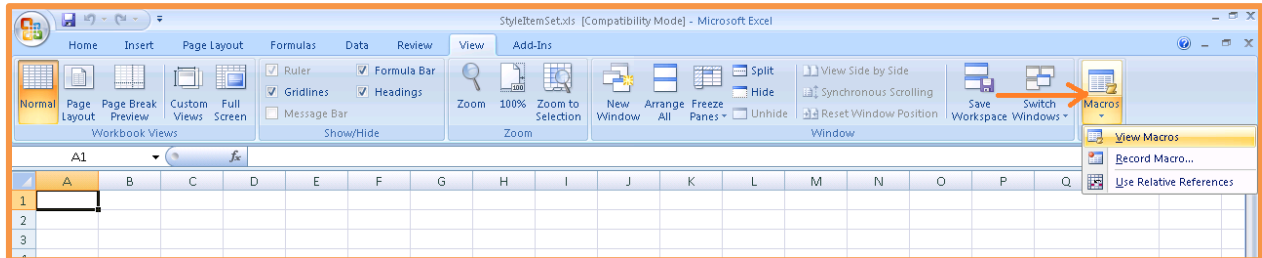 StyleItemSet.xls [Compatibility Mode] - Microsoft Excel
Home Insert Page Layout Formulas Data Review View Add-Ins
Ruler Formula Bar Split View Side by Side
Gridlines Headings Hide Synchronous Scrolling
Message Bar Unhide Reset Window Position
Normal Page Layout Page Break Preview Custom Views Full Screen Zoom 100% Zoom to Selection New Window Arrange All Freeze Panes Save Workspace Switch Windows Macros
Workbook Views Show/Hide Zoom Window
View Macros
Record Macro...
Use Relative References
A1 fx
A B C D E F G H I J K L M N O P Q
1
2
3